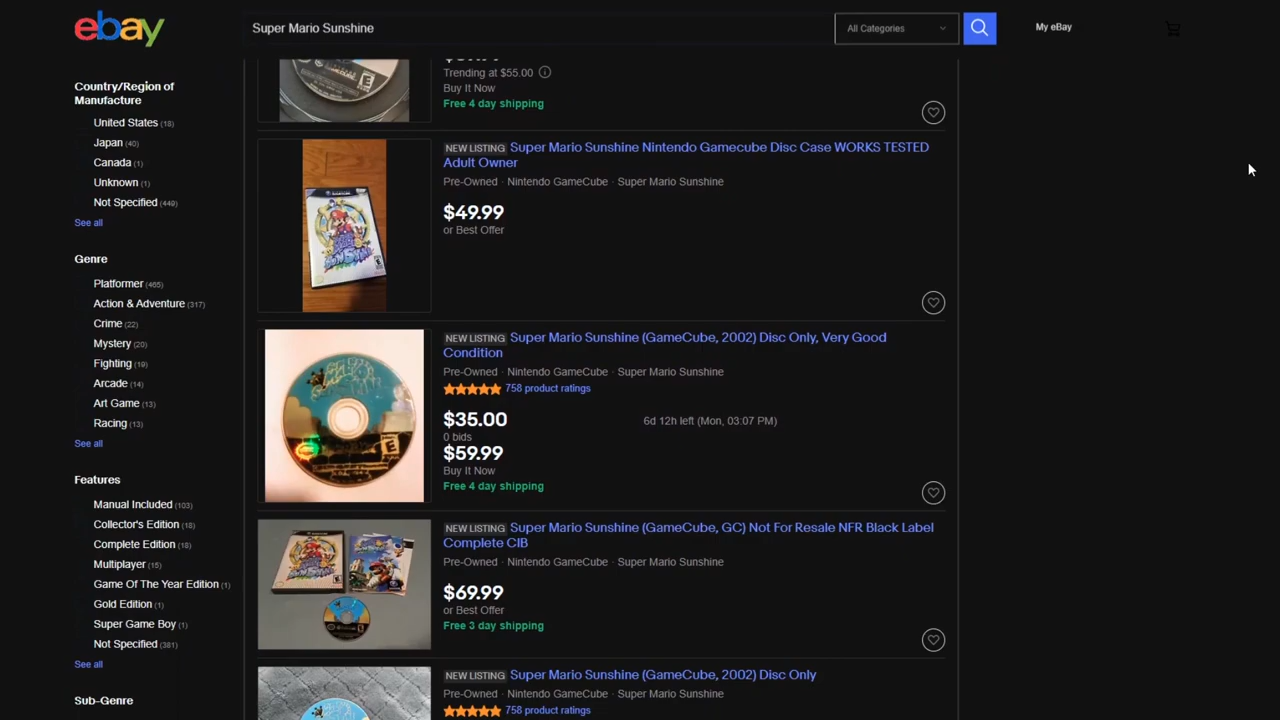 ebay
Super Mario Sunshine
All Categories
My eBay
Country/Region of
Manufacture
United States (18)
Japan (40)
Canada (1)
Unknown (1)
Not Specified (449)
See all
Genre
Platformer (465)
Action & Adventure (317)
Crime (22)
Mystery (20)
Fighting (19)
Arcade (14)
Art Game (13)
Racing (13)
See all
Features
Manual Included (103)
Collector's Edition (18)
Complete Edition (18)
Multiplayer (15)
Game Of The Year Edition (1)
Gold Edition (1)
Super Game Boy (1)
Not Specified (381)
See all
Sub-Genre
Trending at $55.00
Buy It Now
Free 4 day shipping
NEW LISTING Super Mario Sunshine Nintendo Gamecube Disc Case WORKS TESTED
Adult Owner
Pre-Owned · Nintendo GameCube · Super Mario Sunshine
$49.99
or Best Offer
NEW LISTING Super Mario Sunshine (GameCube, 2002) Disc Only, Very Good
Condition
Pre-Owned · Nintendo GameCube · Super Mario Sunshine
758 product ratings
$35.00
6d 12h left (Mon, 03:07 PM)
0 bids
$59.99
Buy It Now
Free 4 day shipping
NEW LISTING Super Mario Sunshine (GameCube, GC) Not For Resale NFR Black Label
Complete CIB
Pre-Owned · Nintendo GameCube · Super Mario Sunshine
$69.99
or Best Offer
Free 3 day shipping
NEW LISTING Super Mario Sunshine (GameCube, 2002) Disc Only
Pre-Owned · Nintendo GameCube · Super Mario Sunshine
758 product ratings